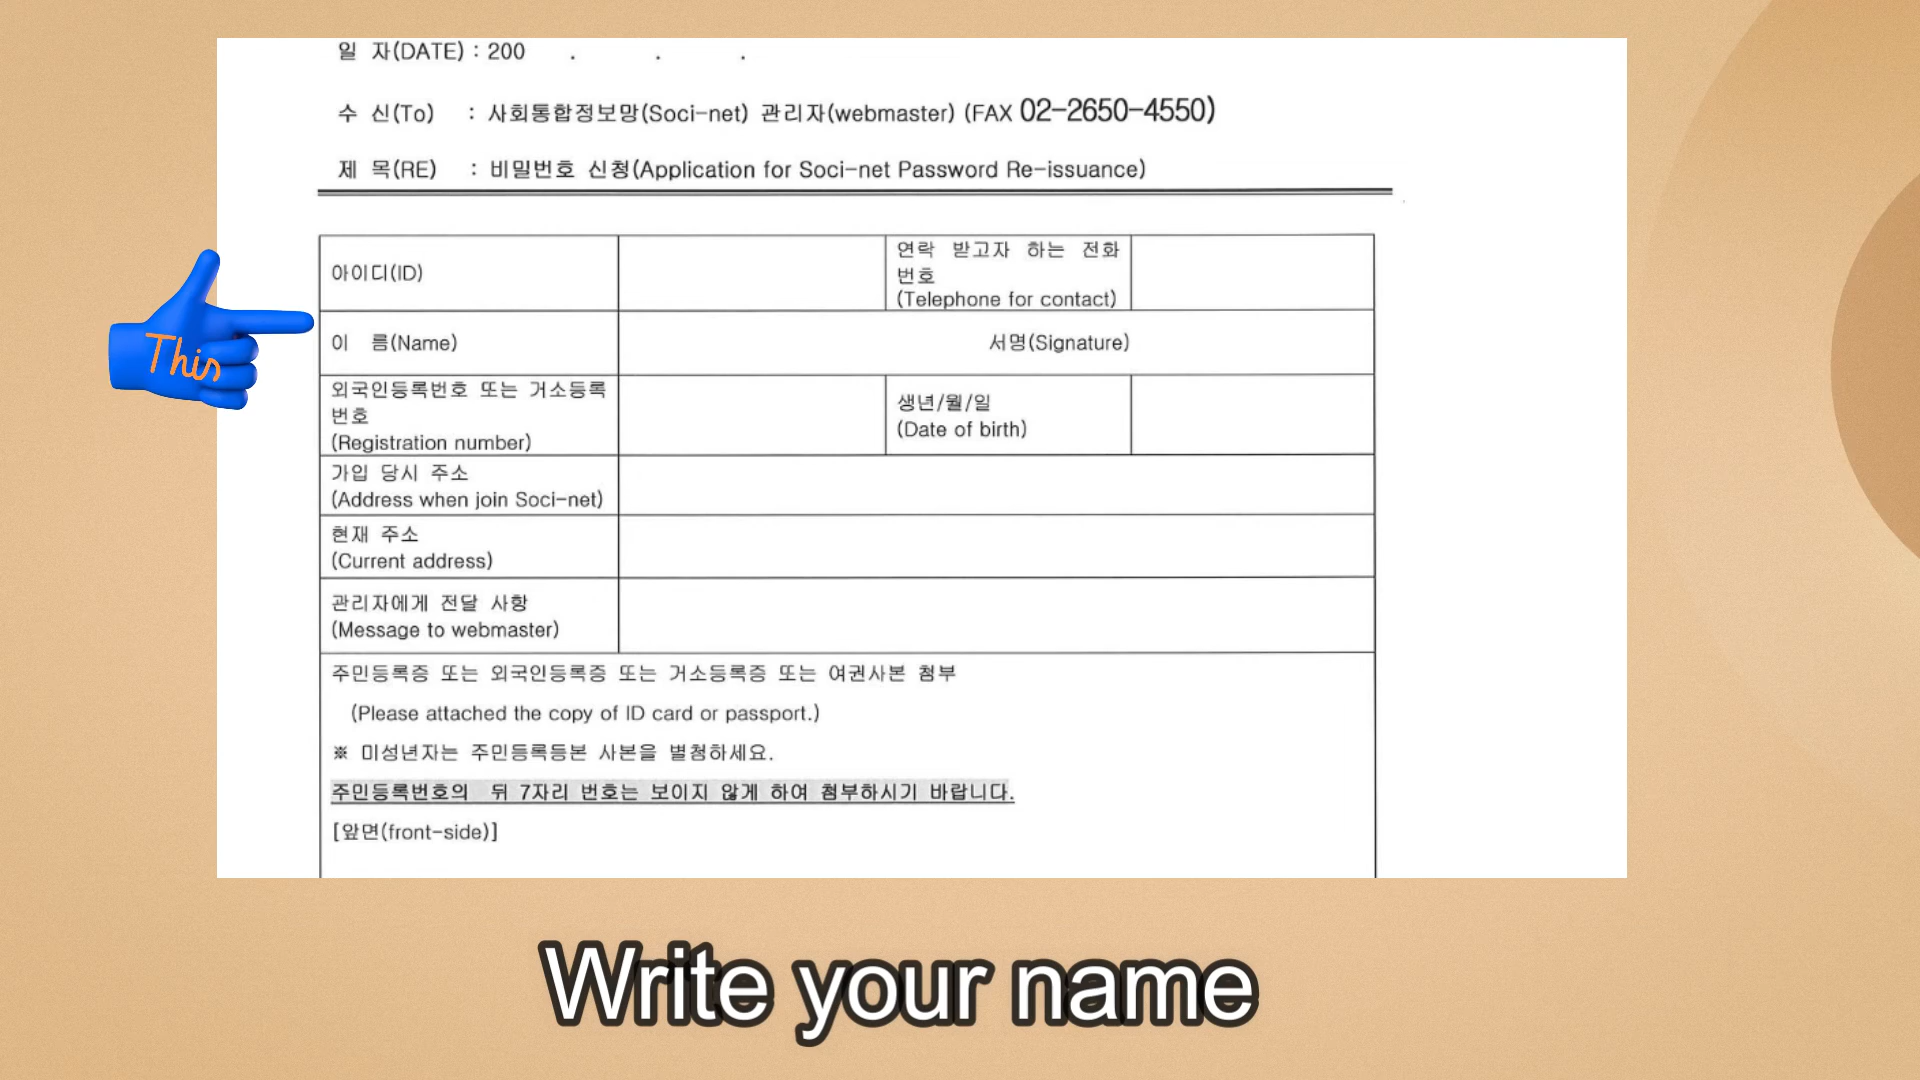 일 자(DATE) : 200 . . .
수 신(To) : 사회통합정보망(Soci-net) 관리자(webmaster) (FAX 02-2650-4550)
제 목(RE) : 비밀번호 신청(Application for Soci-net Password Re-issuance)
아이디(ID)
연락 받고자 하는 전화
번호
(Telephone for contact)
This
이 름(Name)
서명(Signature)
외국인등록번호 또는 거소등록
번호
(Registration number)
생년/월/일
(Date of birth)
가입 당시 주소
(Address when join Soci-net)
현재 주소
(Current address)
관리자에게 전달 사항
(Message to webmaster)
주민등록증 또는 외국인등록증 또는 거소등록증 또는 여권사본 첨부
(Please attached the copy of ID card or passport.)
※ 미성년자는 주민등록등본 사본을 별첨하세요.
주민등록번호의 뒤 7자리 번호는 보이지 않게 하여 첨부하시기 바랍니다.
[앞면(front-side)]
Write your name